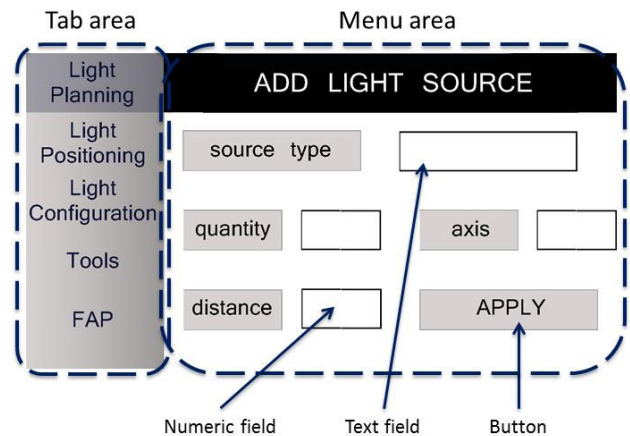 Tab area
Menu area
Light
Planning
ADD LIGHT SOURCE
Light
Positioning
source type
Light
Configuration
quantity
axis
Tools
distance
APPLY
FAP
Numeric field
Text field
Button